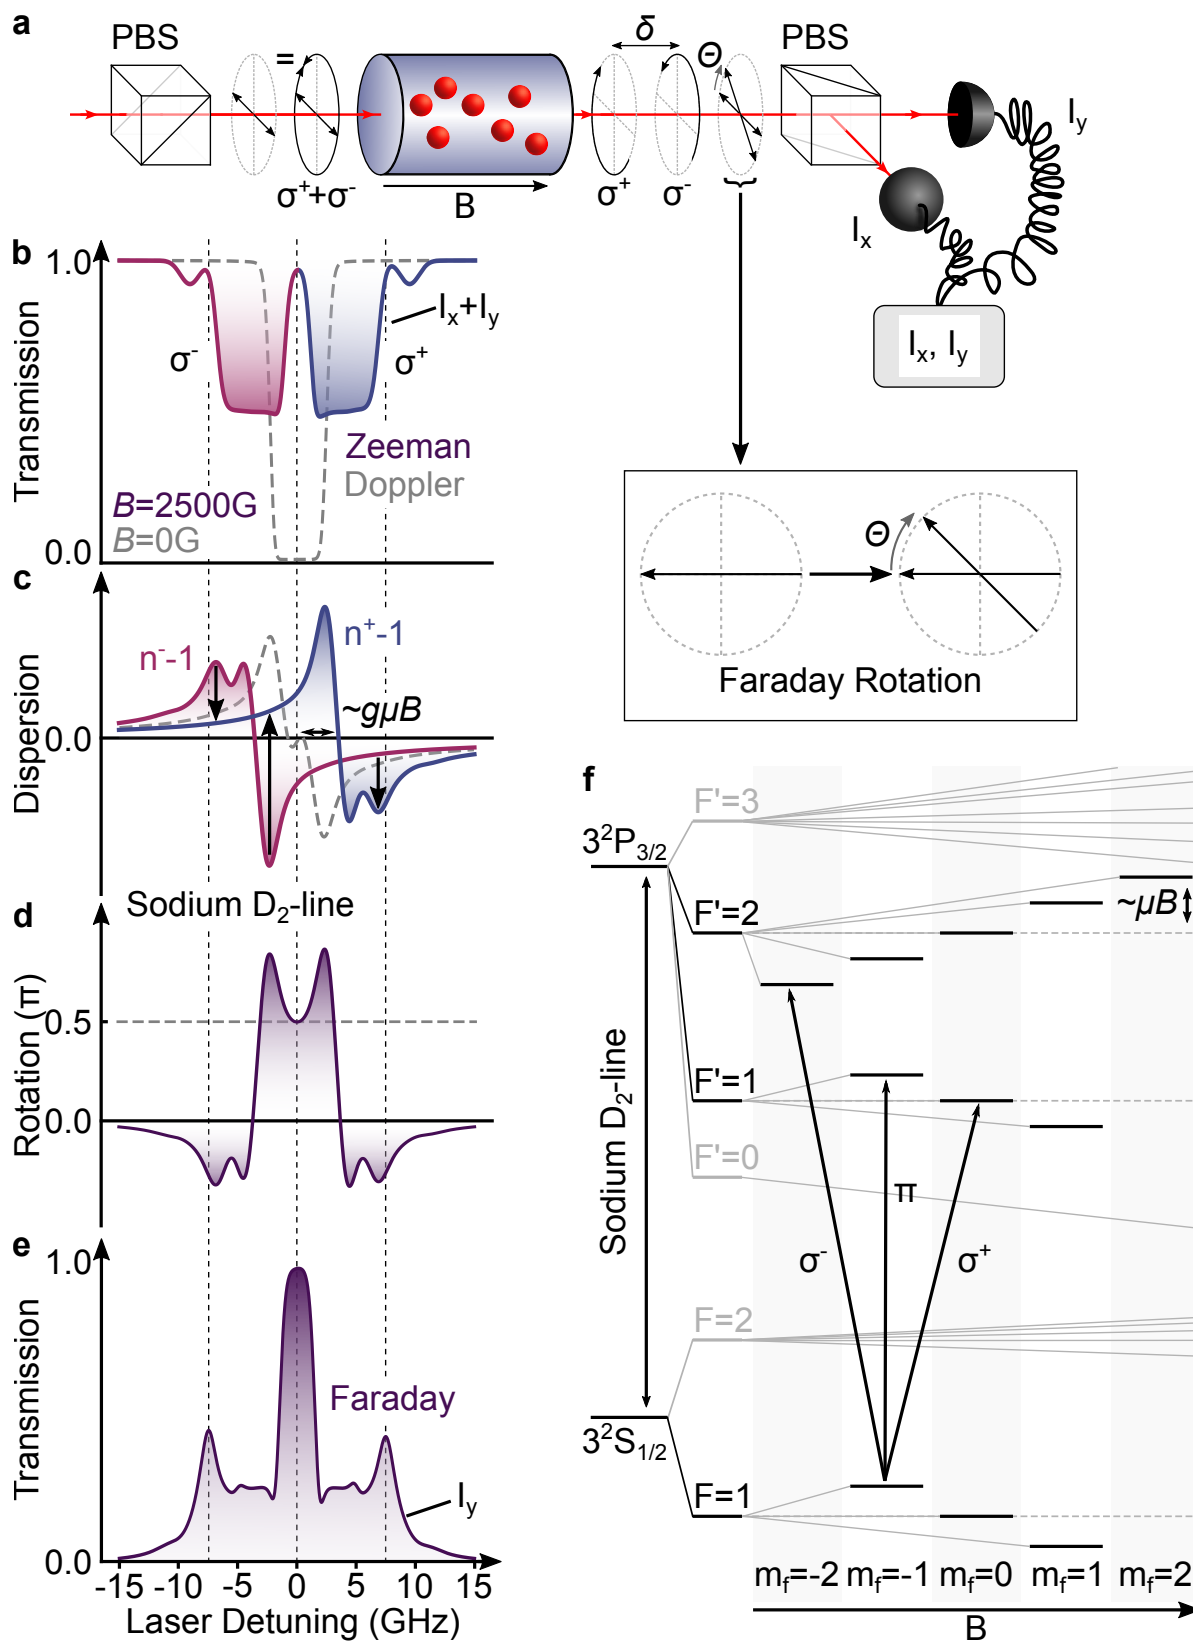 a
PBS
=
δ
Θ
PBS
I_y
σ⁺+σ⁻
B
σ⁺
σ⁻
I_x
I_x, I_y
b
1.0
Transmission
I_x+I_y
σ⁻
σ⁺
Zeeman
Doppler
B=2500G
B=0G
0.0
Θ
Faraday Rotation
c
n⁻-1
n⁺-1
~gμB
Dispersion
0.0
Sodium D₂-line
d
Rotation (π)
0.5
0.0
e
1.0
Transmission
Faraday
I_y
0.0
-15 -10 -5 0 5 10 15
Laser Detuning (GHz)
f
F'=3
3²P₃/₂
F'=2
~μB
Sodium D₂-line
F'=1
F'=0
π
σ⁻
σ⁺
F=2
3²S₁/₂
F=1
m_f=-2 m_f=-1 m_f=0 m_f=1 m_f=2
B